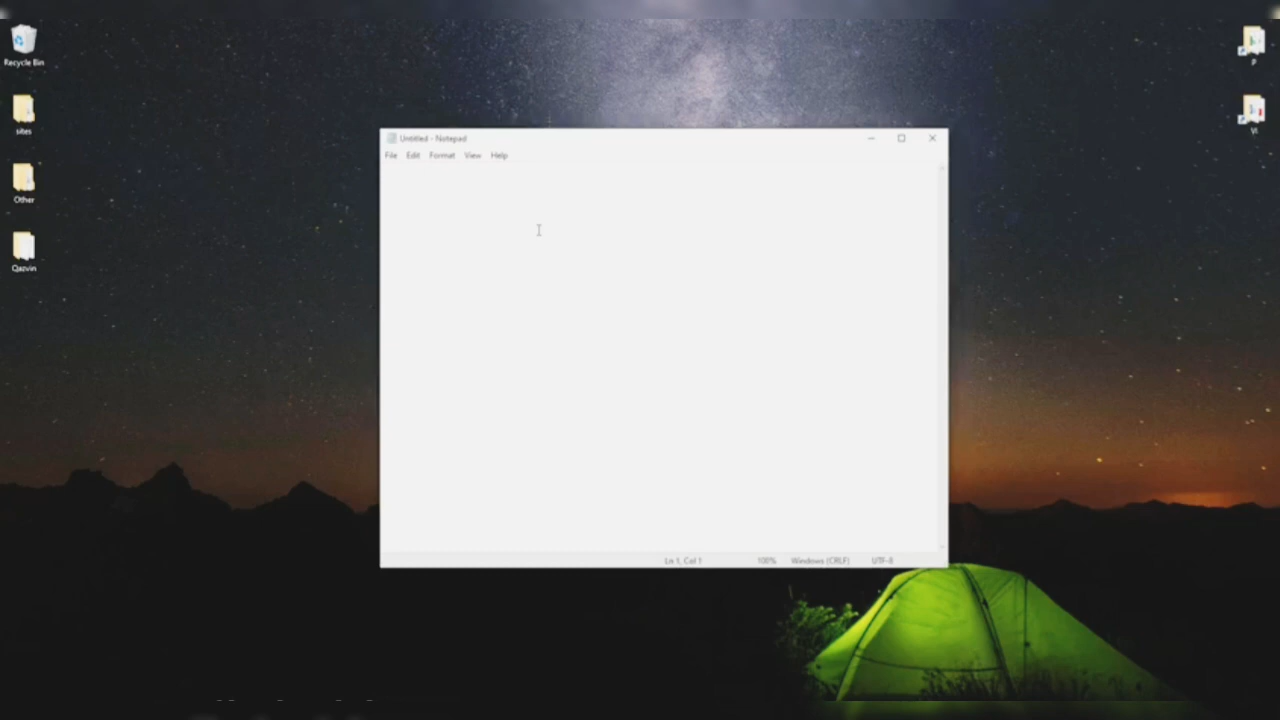 Recycle Bin
sites
Other
Qazvin
P
VI
Untitled - Notepad
File Edit Format View Help
Ln 1, Col 1 100% Windows (CRLF) UTF-8